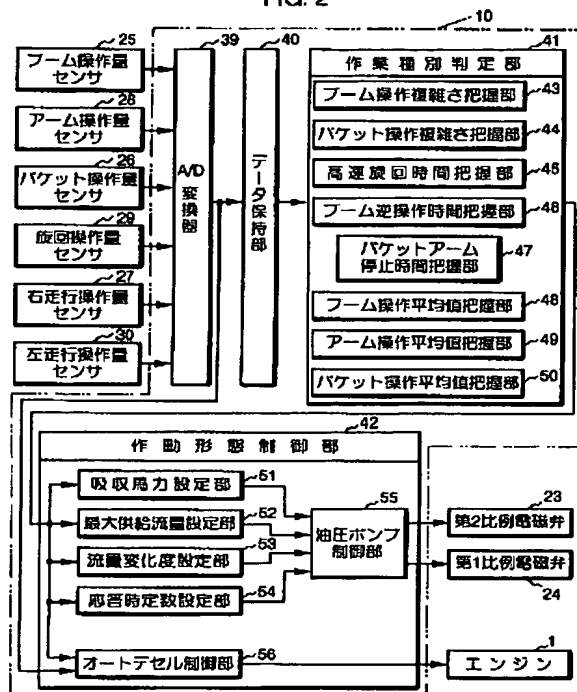 FIG. 2
10
25
ブーム操作量
センサ
28
アーム操作量
センサ
26
バケット操作量
センサ
29
旋回操作量
センサ
27
右走行操作量
センサ
30
左走行操作量
センサ
39
A/D
変換器
40
データ保持部
41
作業種別判定部
ブーム操作複雑さ把握部
43
バケット操作複雑さ把握部
44
高速旋回時間把握部
45
ブーム逆操作時間把握部
46
バケットアーム
停止時間把握部
47
ブーム操作平均値把握部
48
アーム操作平均値把握部
49
バケット操作平均値把握部
50
42
作動形態制御部
51
吸収馬力設定部
52
最大供給流量設定部
53
流量変化度設定部
54
応答時定数設定部
55
油圧ポンプ
制御部
56
オートデセル制御部
23
第2比例電磁弁
第1比例電磁弁
24
1
エンジン